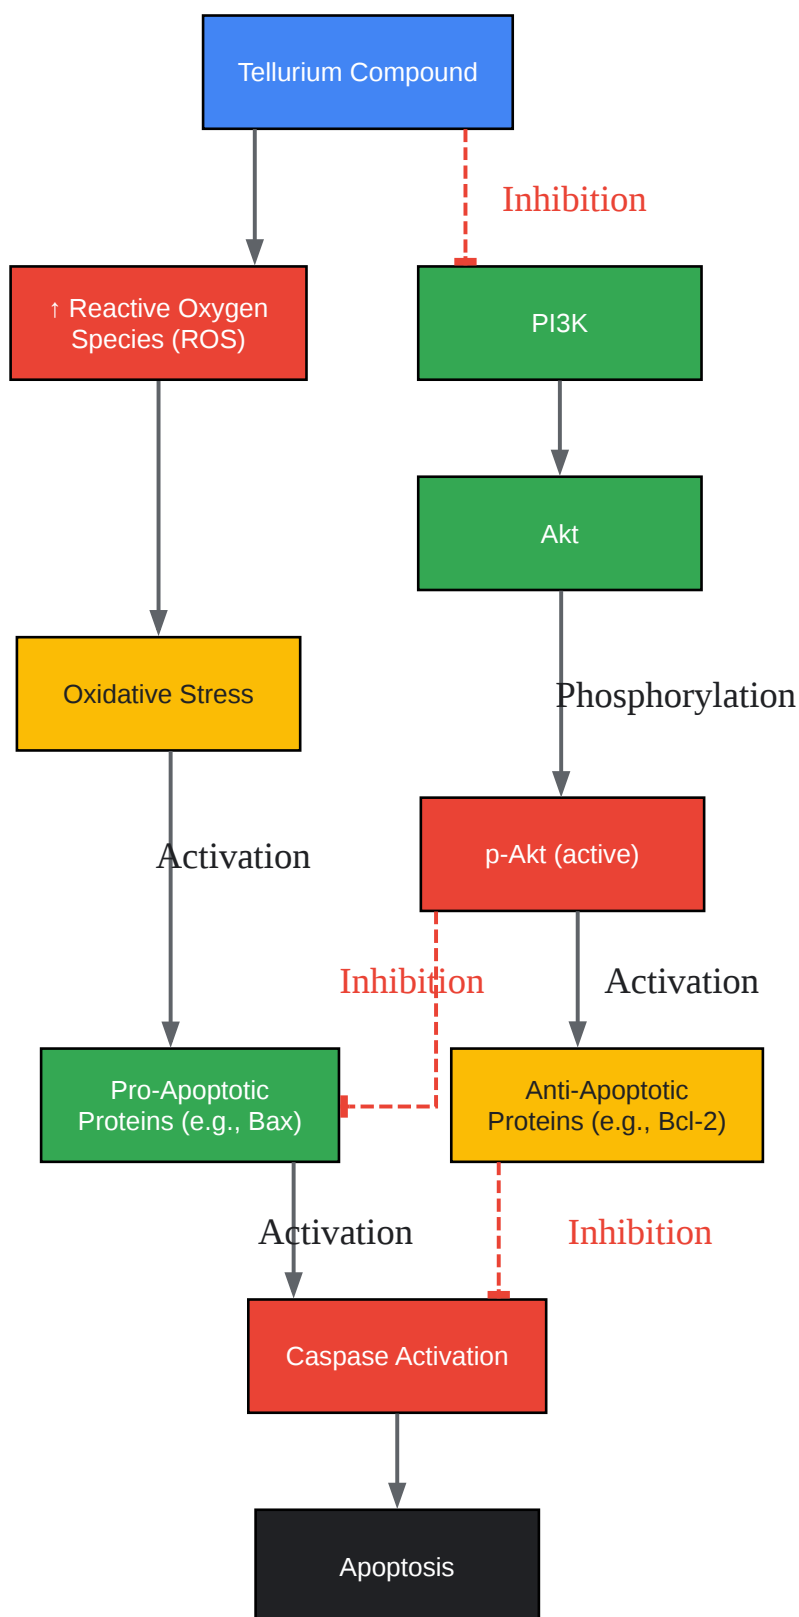 Tellurium Compound
Inhibition
↑ Reactive Oxygen
Species (ROS)
PI3K
Akt
Oxidative Stress
Phosphorylation
Activation
p-Akt (active)
Inhibition
Activation
Pro-Apoptotic
Proteins (e.g., Bax)
Anti-Apoptotic
Proteins (e.g., Bcl-2)
Activation
Inhibition
Caspase Activation
Apoptosis